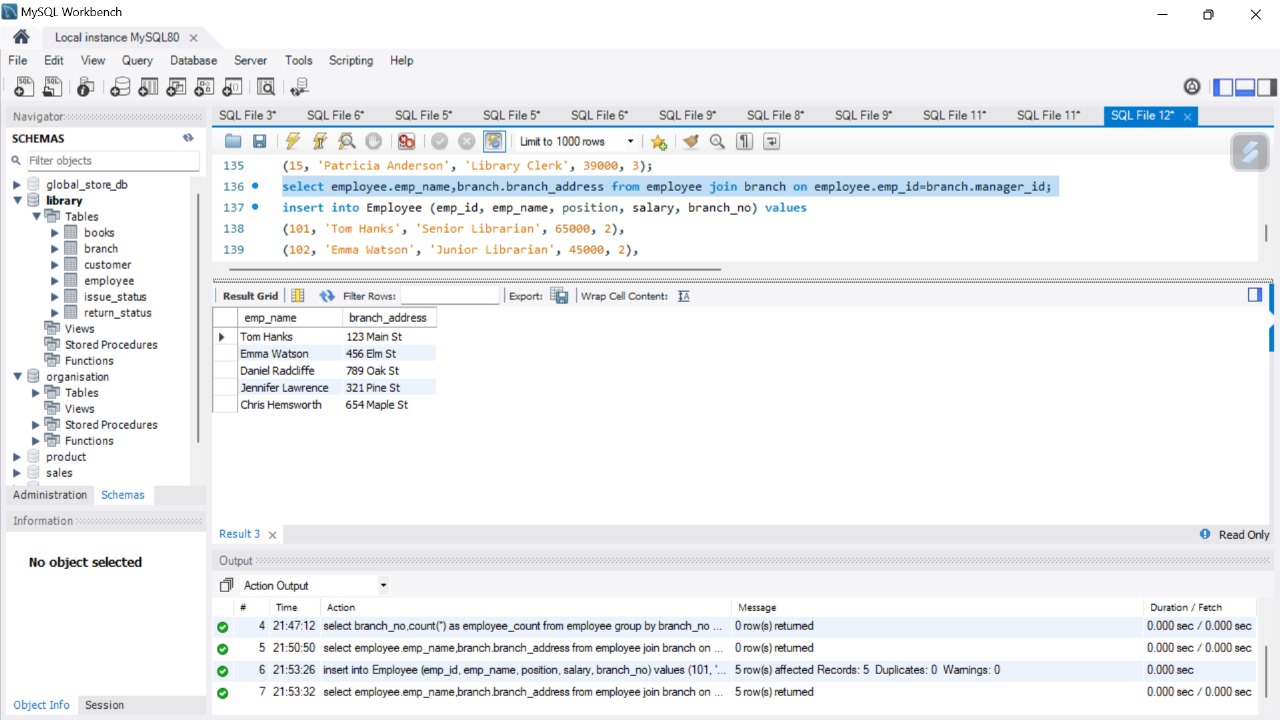 MySQL Workbench
Local instance MySQL80
File Edit View Query Database Server Tools Scripting Help
Navigator
SCHEMAS
Filter objects
global_store_db
library
Tables
books
branch
customer
employee
issue_status
return_status
Views
Stored Procedures
Functions
organisation
Tables
Views
Stored Procedures
Functions
product
sales
Administration Schemas
Information
No object selected
Object Info Session
SQL File 3* SQL File 6* SQL File 5* SQL File 5* SQL File 6* SQL File 9* SQL File 8* SQL File 9* SQL File 11* SQL File 11* SQL File 12*
Limit to 1000 rows
135 (15, 'Patricia Anderson', 'Library Clerk', 39000, 3);
136 select employee.emp_name,branch.branch_address from employee join branch on employee.emp_id=branch.manager_id;
137 insert into Employee (emp_id, emp_name, position, salary, branch_no) values
138 (101, 'Tom Hanks', 'Senior Librarian', 65000, 2),
139 (102, 'Emma Watson', 'Junior Librarian', 45000, 2),
Result Grid Filter Rows: Export: Wrap Cell Content:
emp_name branch_address
Tom Hanks 123 Main St
Emma Watson 456 Elm St
Daniel Radcliffe 789 Oak St
Jennifer Lawrence 321 Pine St
Chris Hemsworth 654 Maple St
Result 3 Read Only
Output
Action Output
# Time Action Message Duration / Fetch
4 21:47:12 select branch_no,count(*) as employee_count from employee group by branch_no ... 0 row(s) returned 0.000 sec / 0.000 sec
5 21:50:50 select employee.emp_name,branch.branch_address from employee join branch on ... 0 row(s) returned 0.000 sec / 0.000 sec
6 21:53:26 insert into Employee (emp_id, emp_name, position, salary, branch_no) values (101, '... 5 row(s) affected Records: 5 Duplicates: 0 Warnings: 0 0.000 sec
7 21:53:32 select employee.emp_name,branch.branch_address from employee join branch on ... 5 row(s) returned 0.000 sec / 0.000 sec